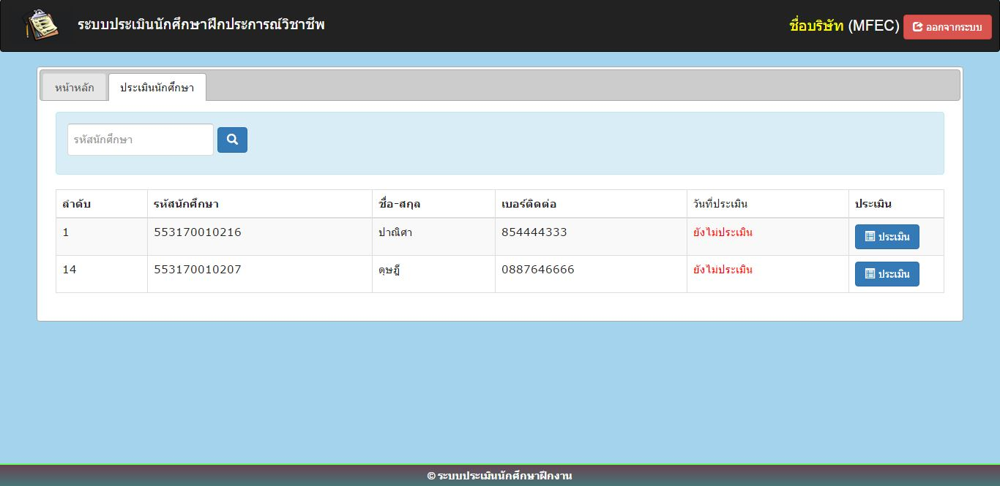 ระบบประเมินนักศึกษาฝึกประการณ์วิชาชีพ
ชื่อบริษัท (MFEC) ออกจากระบบ
หน้าหลัก ประเมินนักศึกษา
รหัสนักศึกษา
ลำดับ รหัสนักศึกษา ชื่อ-สกุล เบอร์ติดต่อ วันที่ประเมิน ประเมิน
1 553170010216 ปาณิศา 854444333 ยังไม่ประเมิน ประเมิน
14 553170010207 ดุษฎี 0887646666 ยังไม่ประเมิน ประเมิน
© ระบบประเมินนักศึกษาฝึกงาน